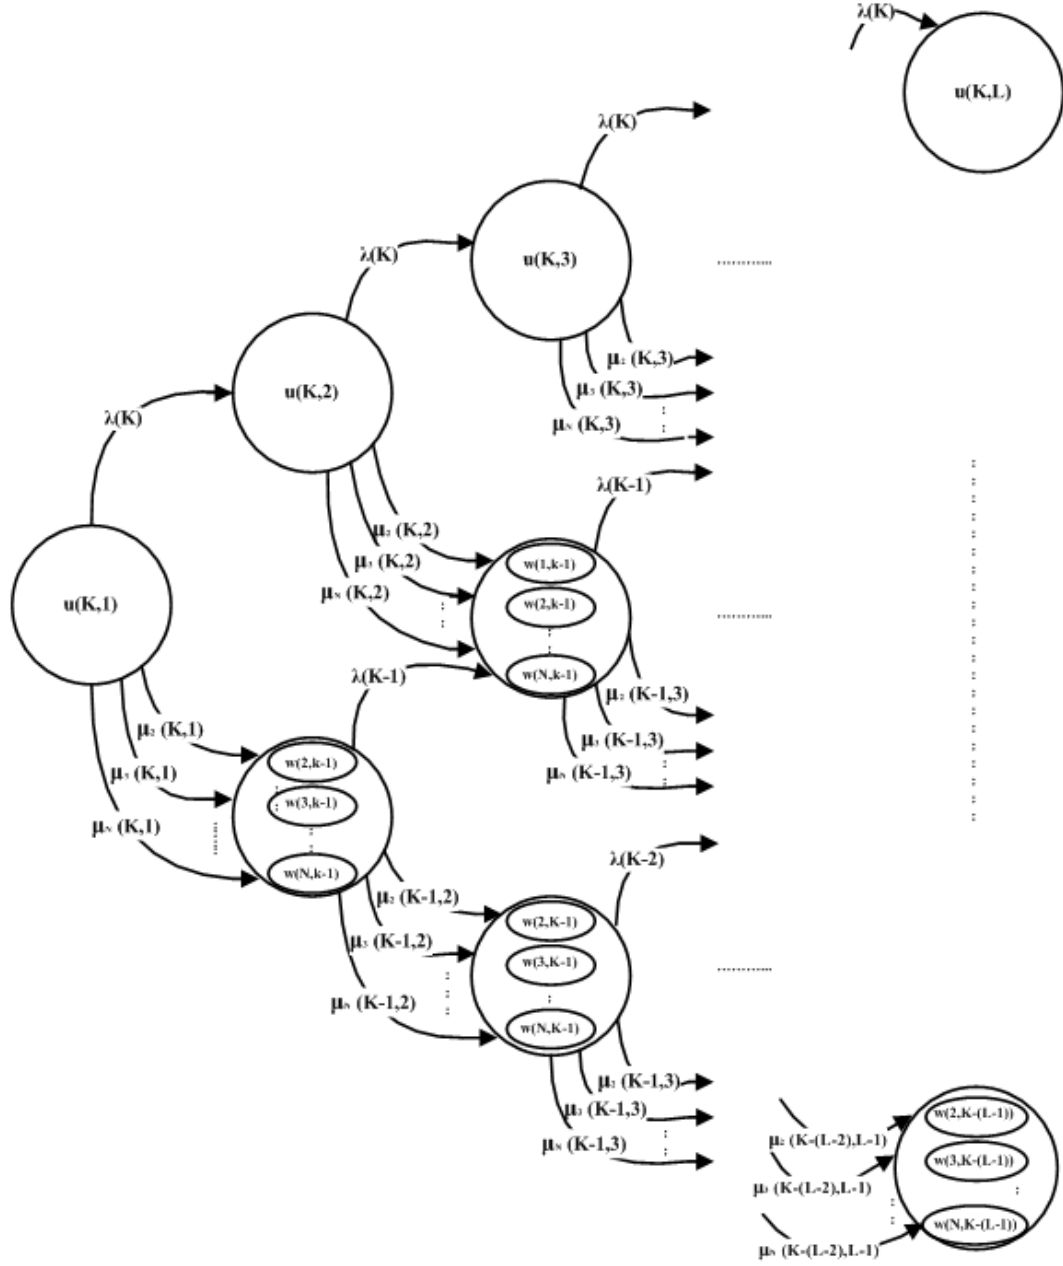 λ(K)
u(K,L)
λ(K)
u(K,3)
λ(K)
μ₂ (K,3)
μ₃ (K,3)
μN (K,3)
u(K,2)
λ(K)
λ(K-1)
μ₂ (K,2)
μ₃ (K,2)
μN (K,2)
w(1,k-1)
w(2,k-1)
w(N,k-1)
u(K,1)
λ(K-1)
μ₂ (K-1,3)
μ₃ (K-1,3)
μN (K-1,3)
μ₂ (K,1)
μ₃ (K,1)
μN (K,1)
w(2,k-1)
w(3,k-1)
w(N,k-1)
λ(K-2)
μ₂ (K-1,2)
μ₃ (K-1,2)
μN (K-1,2)
w(2,K-1)
w(3,K-1)
w(N,K-1)
μ₂ (K-1,3)
μ₃ (K-1,3)
μN (K-1,3)
w(2,K-(L-1))
μ₂ (K-(L-2),L-1)
w(3,K-(L-1))
μ₃ (K-(L-2),L-1)
w(N,K-(L-1))
μN (K-(L-2),L-1)